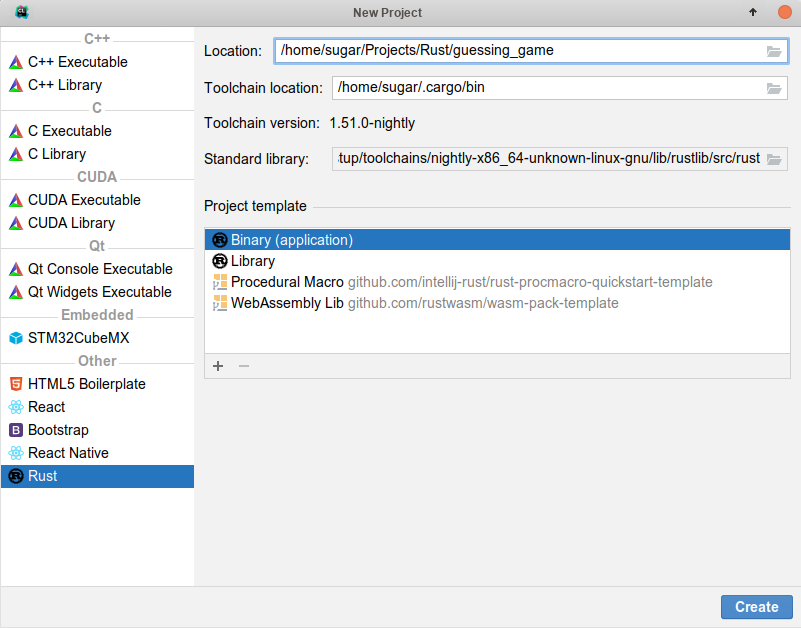 New Project
C++
C++ Executable
C++ Library
C
C Executable
C Library
CUDA
CUDA Executable
CUDA Library
Qt
Qt Console Executable
Qt Widgets Executable
Embedded
STM32CubeMX
Other
HTML5 Boilerplate
React
Bootstrap
React Native
Rust
Location: /home/sugar/Projects/Rust/guessing_game
Toolchain location: /home/sugar/.cargo/bin
Toolchain version: 1.51.0-nightly
Standard library: tup/toolchains/nightly-x86_64-unknown-linux-gnu/lib/rustlib/src/rust
Project template
Binary (application)
Library
Procedural Macro github.com/intellij-rust/rust-procmacro-quickstart-template
WebAssembly Lib github.com/rustwasm/wasm-pack-template
Create